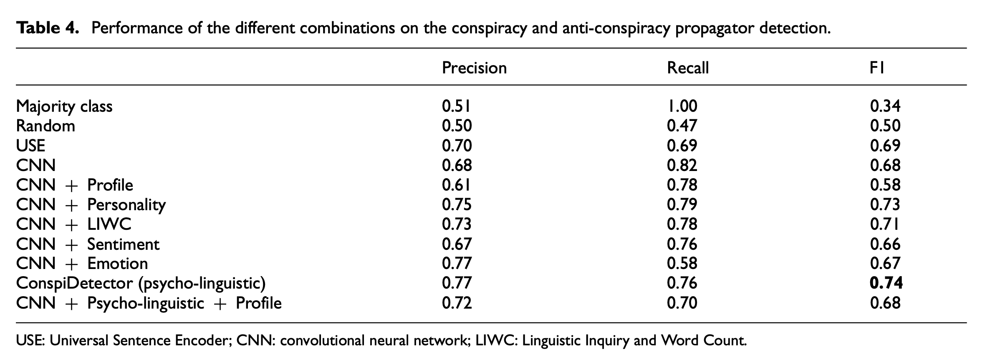 Table 4. Performance of the different combinations on the conspiracy and anti-conspiracy propagator detection.
Precision Recall F1
Majority class 0.51 1.00 0.34
Random 0.50 0.47 0.50
USE 0.70 0.69 0.69
CNN 0.68 0.82 0.68
CNN + Profile 0.61 0.78 0.58
CNN + Personality 0.75 0.79 0.73
CNN + LIWC 0.73 0.78 0.71
CNN + Sentiment 0.67 0.76 0.66
CNN + Emotion 0.77 0.58 0.67
ConspiDetector (psycho-linguistic) 0.77 0.76 0.74
CNN + Psycho-linguistic + Profile 0.72 0.70 0.68
USE: Universal Sentence Encoder; CNN: convolutional neural network; LIWC: Linguistic Inquiry and Word Count.